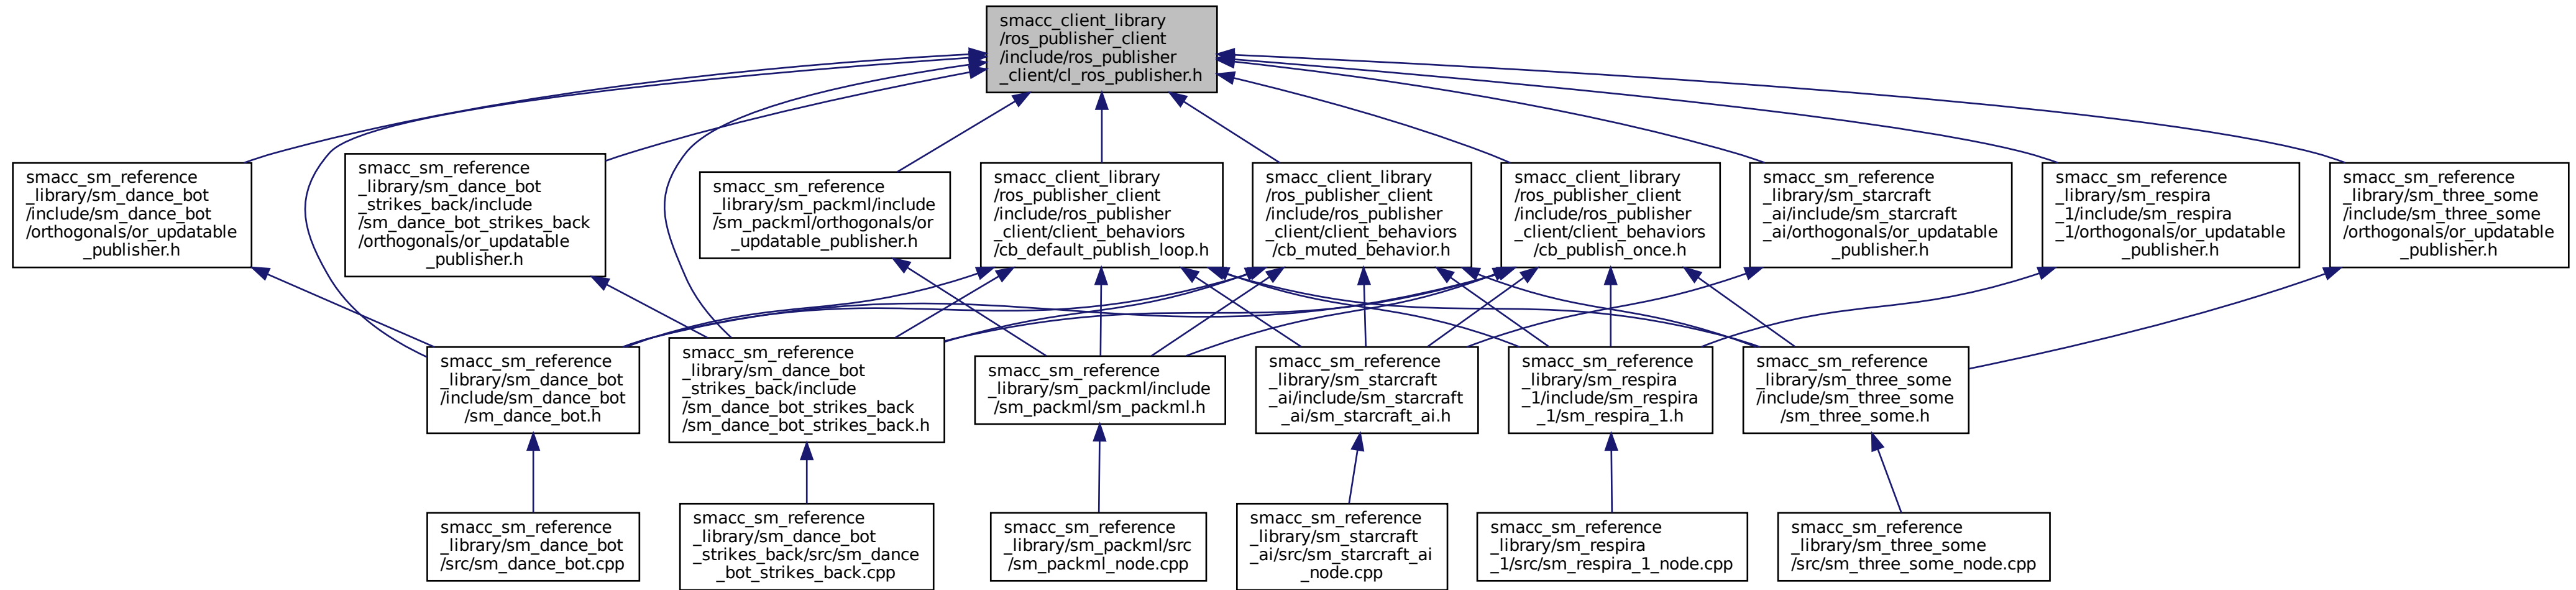 smacc_client_library
/ros_publisher_client
/include/ros_publisher
_client/cl_ros_publisher.h
smacc_sm_reference
_library/sm_dance_bot
/include/sm_dance_bot
/orthogonals/or_updatable
_publisher.h
smacc_sm_reference
_library/sm_dance_bot
_strikes_back/include
/sm_dance_bot_strikes_back
/orthogonals/or_updatable
_publisher.h
smacc_sm_reference
_library/sm_packml/include
/sm_packml/orthogonals/or
_updatable_publisher.h
smacc_client_library
/ros_publisher_client
/include/ros_publisher
_client/client_behaviors
/cb_default_publish_loop.h
smacc_client_library
/ros_publisher_client
/include/ros_publisher
_client/client_behaviors
/cb_muted_behavior.h
smacc_client_library
/ros_publisher_client
/include/ros_publisher
_client/client_behaviors
/cb_publish_once.h
smacc_sm_reference
_library/sm_starcraft
_ai/include/sm_starcraft
_ai/orthogonals/or_updatable
_publisher.h
smacc_sm_reference
_library/sm_respira
_1/include/sm_respira
_1/orthogonals/or_updatable
_publisher.h
smacc_sm_reference
_library/sm_three_some
/include/sm_three_some
/orthogonals/or_updatable
_publisher.h
smacc_sm_reference
_library/sm_dance_bot
/include/sm_dance_bot
/sm_dance_bot.h
smacc_sm_reference
_library/sm_dance_bot
_strikes_back/include
/sm_dance_bot_strikes_back
/sm_dance_bot_strikes_back.h
smacc_sm_reference
_library/sm_packml/include
/sm_packml/sm_packml.h
smacc_sm_reference
_library/sm_starcraft
_ai/include/sm_starcraft
_ai/sm_starcraft_ai.h
smacc_sm_reference
_library/sm_respira
_1/include/sm_respira
_1/sm_respira_1.h
smacc_sm_reference
_library/sm_three_some
/include/sm_three_some
/sm_three_some.h
smacc_sm_reference
_library/sm_dance_bot
/src/sm_dance_bot.cpp
smacc_sm_reference
_library/sm_dance_bot
_strikes_back/src/sm_dance
_bot_strikes_back.cpp
smacc_sm_reference
_library/sm_packml/src
/sm_packml_node.cpp
smacc_sm_reference
_library/sm_starcraft
_ai/src/sm_starcraft_ai
_node.cpp
smacc_sm_reference
_library/sm_respira
_1/src/sm_respira_1_node.cpp
smacc_sm_reference
_library/sm_three_some
/src/sm_three_some_node.cpp